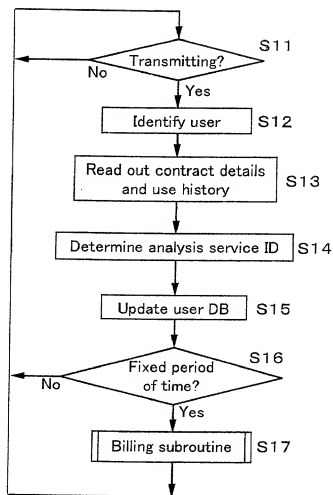 S11
Transmitting?
No
Yes
Identify user S12
Read out contract details
and use history
S13
Determine analysis service ID S14
Update user DB S15
S16
Fixed period
of time?
No
Yes
Billing subroutine S17